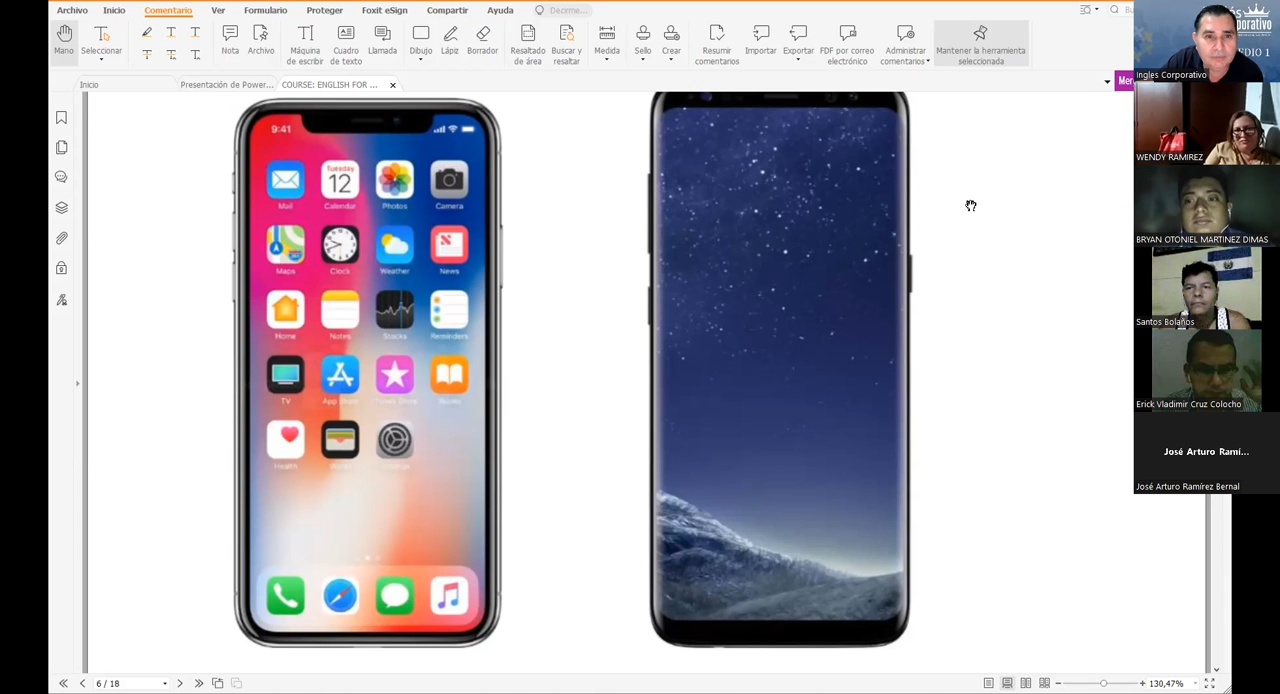 Archivo Inicio Comentario Ver Formulario Proteger Foxit eSign Compartir Ayuda Decirme...
Mano Seleccionar Nota Archivo Máquina de escribir Cuadro de texto Llamada Dibujo Lápiz Borrador Resaltado de área Buscar y resaltar Medida Sello Crear Resumir comentarios Importar Exportar FDF por correo electrónico Administrar comentarios Mantener la herramienta seleccionada
Inicio Presentación de Power... COURSE: ENGLISH FOR ...
9:41
Tuesday
12
Mail Calendar Photos Camera
Maps Clock Weather News
Home Notes Stocks Reminders
TV App Store
Health
Ingles Corporativo
WENDY RAMIREZ
BRYAN OTONIEL MARTINEZ DIMAS
Santos Bolaños
Erick Vladimir Cruz Colocho
José Arturo Ramí...
José Arturo Ramírez Bernal
6 / 18
130,47%